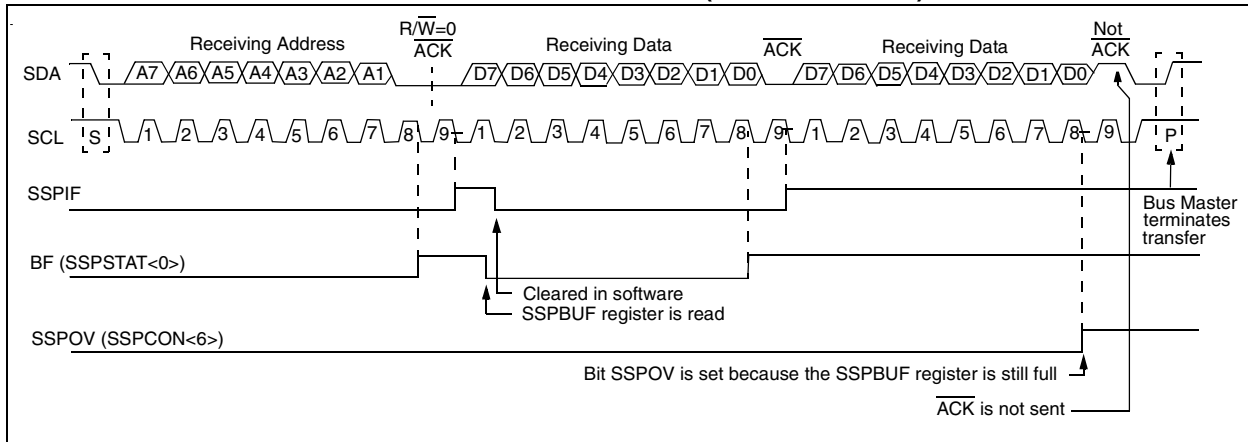 R/W=0
Not
Receiving Address
ACK
Receiving Data
ACK
Receiving Data
ACK
SDA
A7 A6 A5 A4 A3 A2 A1
D7 D6 D5 D4 D3 D2 D1 D0
D7 D6 D5 D4 D3 D2 D1 D0
SCL
S
1 2 3 4 5 6 7 8 9
1 2 3 4 5 6 7 8 9
1 2 3 4 5 6 7 8 9
P
SSPIF
Bus Master
terminates
transfer
BF (SSPSTAT<0>)
Cleared in software
SSPBUF register is read
SSPOV (SSPCON<6>)
Bit SSPOV is set because the SSPBUF register is still full
ACK is not sent